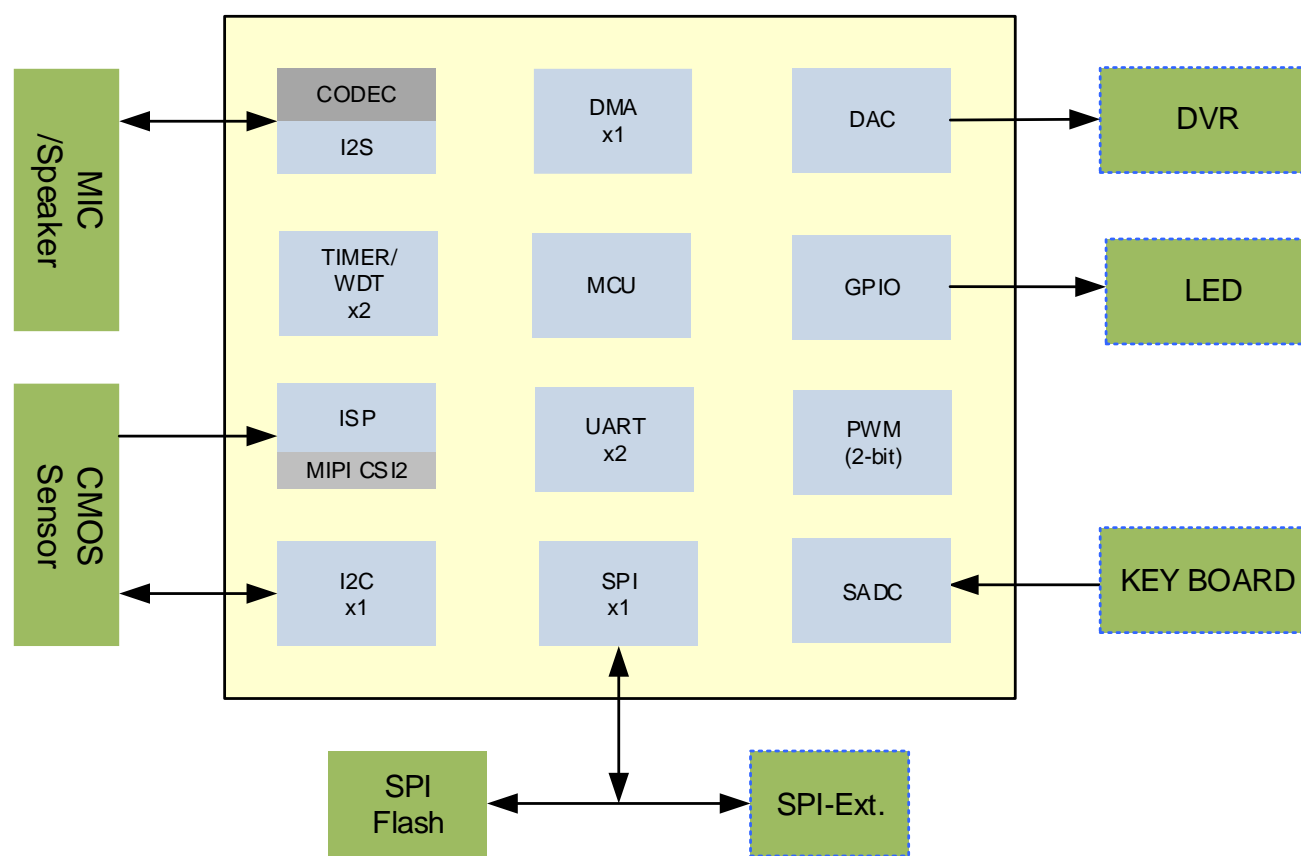 MIC
/Speaker
CODEC
I2S
DMA
x1
DAC
DVR
TIMER/
WDT
x2
MCU
GPIO
LED
CMOS
Sensor
ISP
MIPI CSI2
UART
x2
PWM
(2-bit)
I2C
x1
SPI
x1
SADC
KEY BOARD
SPI
Flash
SPI-Ext.